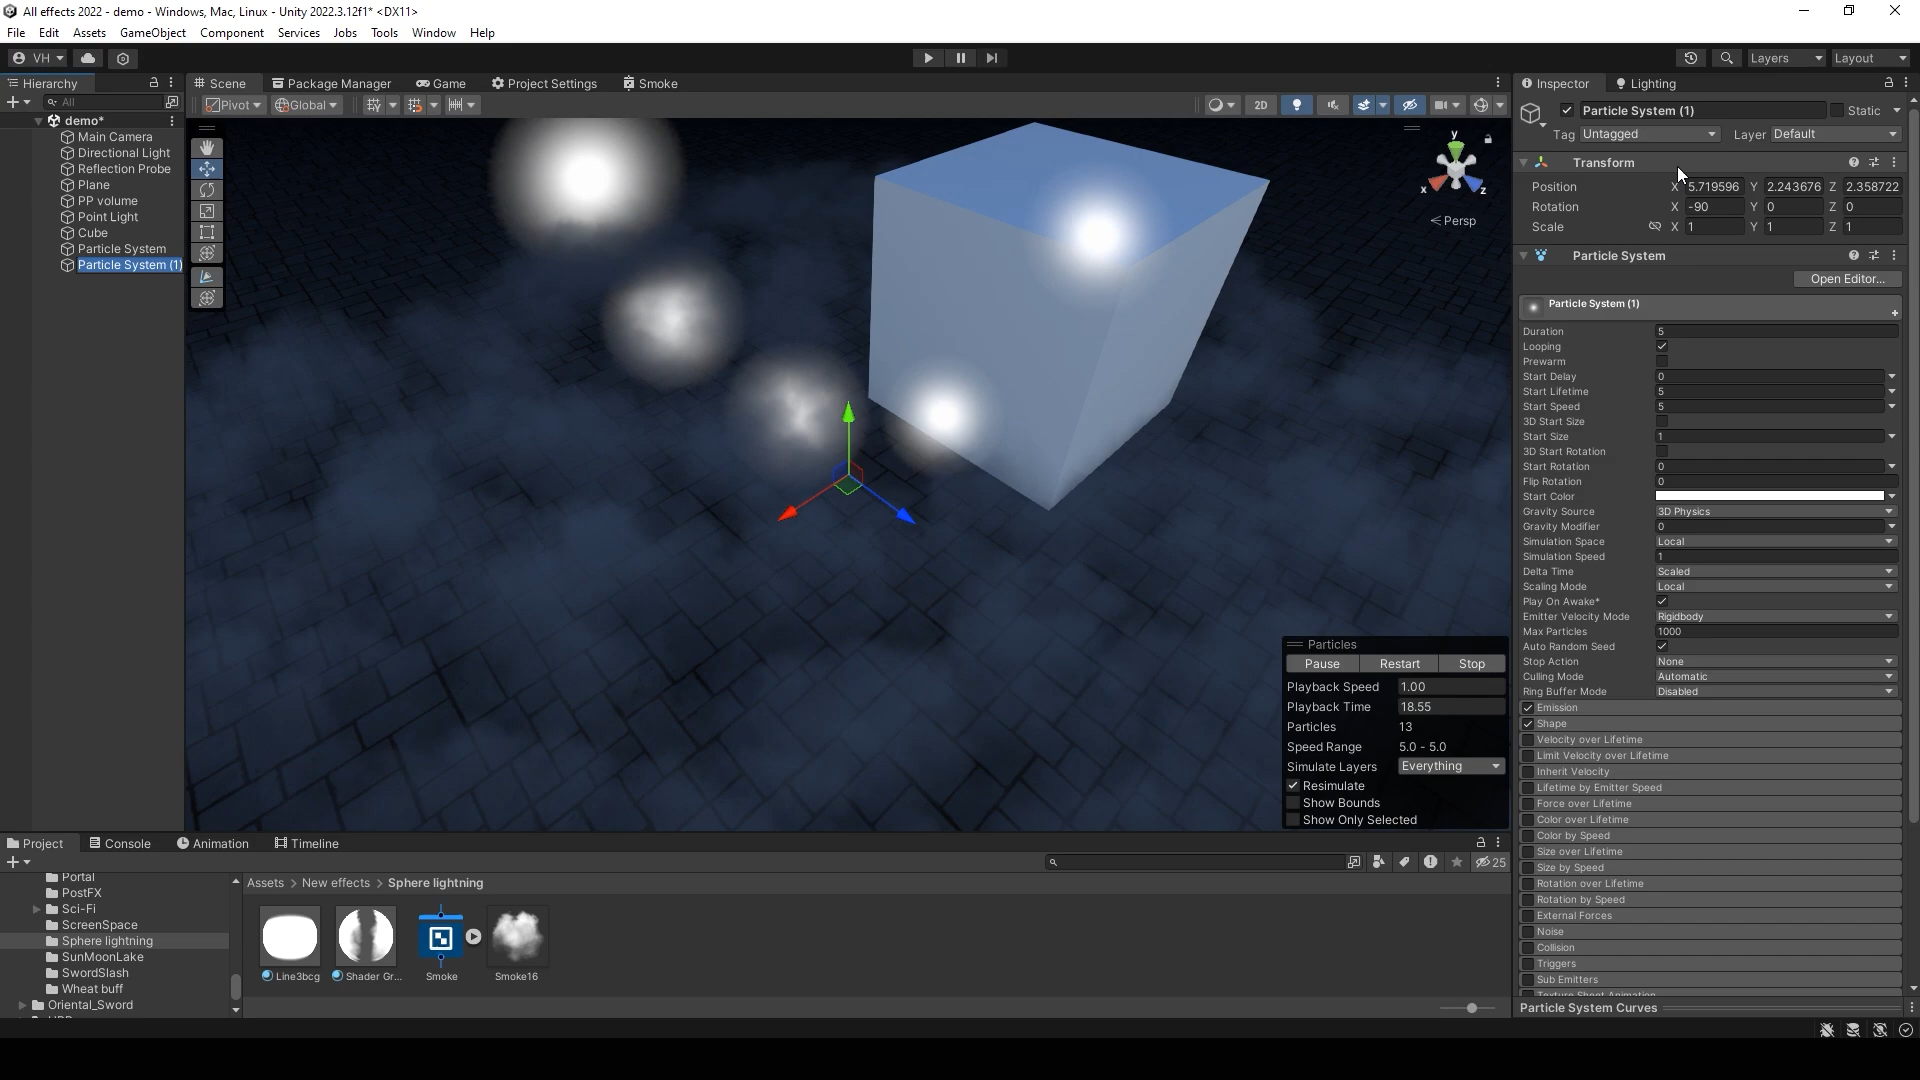 All effects 2022 - demo - Windows, Mac, Linux - Unity 2022.3.12f1* <DX11>
File Edit Assets GameObject Component Services Jobs Tools Window Help
VH Layers Layout
Hierarchy Scene Package Manager Game Project Settings Smoke Inspector Lighting
All Pivot Global 2D
Particle System (1) Static
Tag Untagged Layer Default
demo*
Main Camera
Directional Light
Reflection Probe
Plane
PP volume
Point Light
Cube
Particle System
Particle System (1)
y
x z
Persp
Transform
Position X 5.719596 Y 2.243676 Z 2.358722
Rotation X -90 Y 0 Z 0
Scale X 1 Y 1 Z 1
Particle System
Open Editor...
Particle System (1)
Duration 5
Looping
Prewarm
Start Delay 0
Start Lifetime 5
Start Speed 5
3D Start Size
Start Size 1
3D Start Rotation
Start Rotation 0
Flip Rotation 0
Start Color
Gravity Source 3D Physics
Gravity Modifier 0
Simulation Space Local
Simulation Speed 1
Delta Time Scaled
Scaling Mode Local
Play On Awake*
Emitter Velocity Mode Rigidbody
Max Particles 1000
Auto Random Seed
Stop Action None
Culling Mode Automatic
Ring Buffer Mode Disabled
Emission
Shape
Velocity over Lifetime
Limit Velocity over Lifetime
Inherit Velocity
Lifetime by Emitter Speed
Force over Lifetime
Color over Lifetime
Color by Speed
Size over Lifetime
Size by Speed
Rotation over Lifetime
Rotation by Speed
External Forces
Noise
Collision
Triggers
Sub Emitters
Texture Sheet Animation
Particle System Curves
Particles
Pause Restart Stop
Playback Speed 1.00
Playback Time 18.55
Particles 13
Speed Range 5.0 - 5.0
Simulate Layers Everything
Resimulate
Show Bounds
Show Only Selected
Project Console Animation Timeline
25
Portal
PostFX
Sci-Fi
ScreenSpace
Sphere lightning
SunMoonLake
SwordSlash
Wheat buff
Oriental_Sword
Assets > New effects > Sphere lightning
Line3bcg Shader Gr... Smoke Smoke16